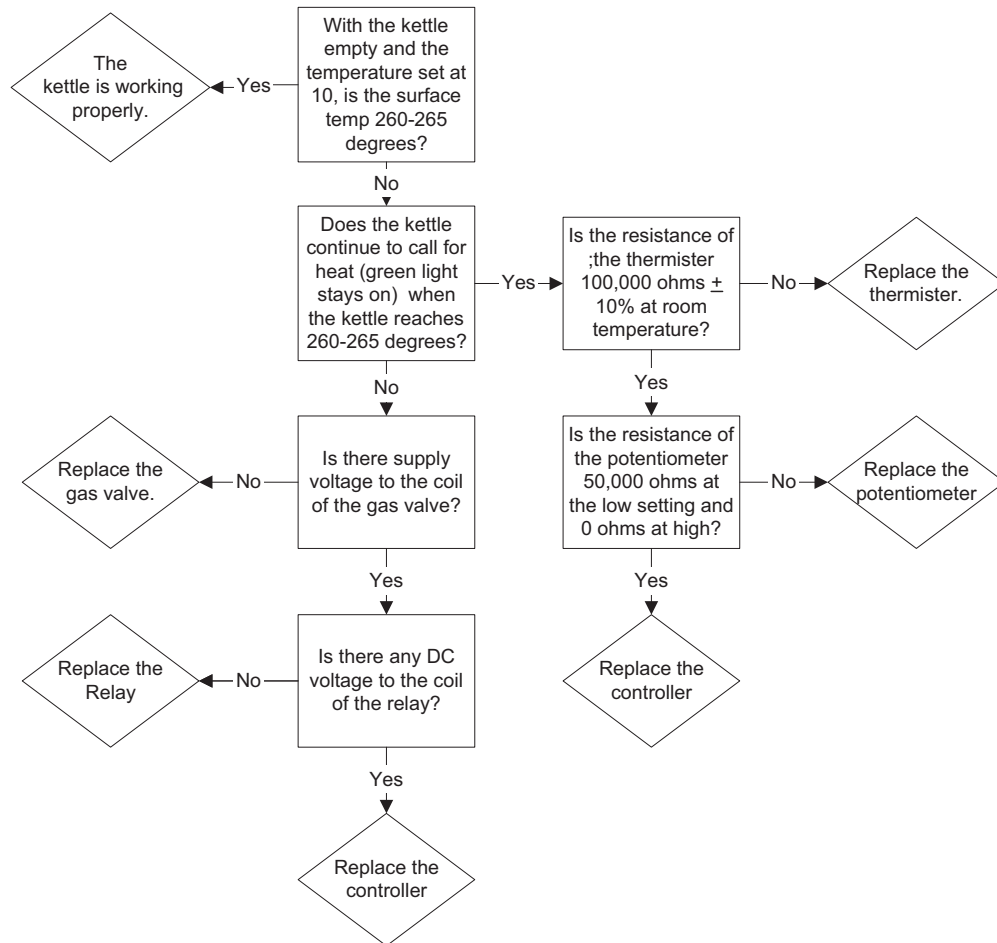 With the kettle
empty and the
temperature set at
10, is the surface
temp 260-265
degrees?
Yes
The
kettle is working
properly.
No
Does the kettle
continue to call for
heat (green light
stays on)  when
the kettle reaches
260-265 degrees?
Yes
Is the resistance of
;the thermister
100,000 ohms ±
10% at room
temperature?
No
Replace the
thermister.
No
Yes
Is there supply
voltage to the coil
of the gas valve?
No
Replace the
gas valve.
Is the resistance of
the potentiometer
50,000 ohms at
the low setting and
0 ohms at high?
No
Replace the
potentiometer
Yes
Yes
Is there any DC
voltage to the coil
of the relay?
No
Replace the
Relay
Replace the
controller
Yes
Replace the
controller